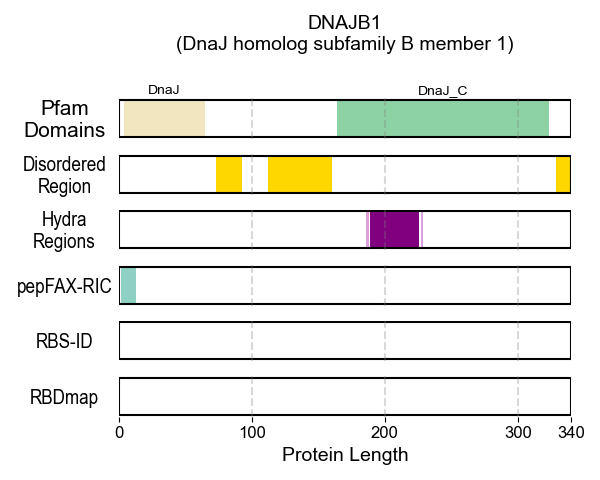 DNAJB1
(DnaJ homolog subfamily B member 1)
DnaJ
DnaJ_C
Pfam
Domains
Disordered
Region
Hydra
Regions
pepFAX-RIC
RBS-ID
RBDmap
0
100
200
300
340
Protein Length